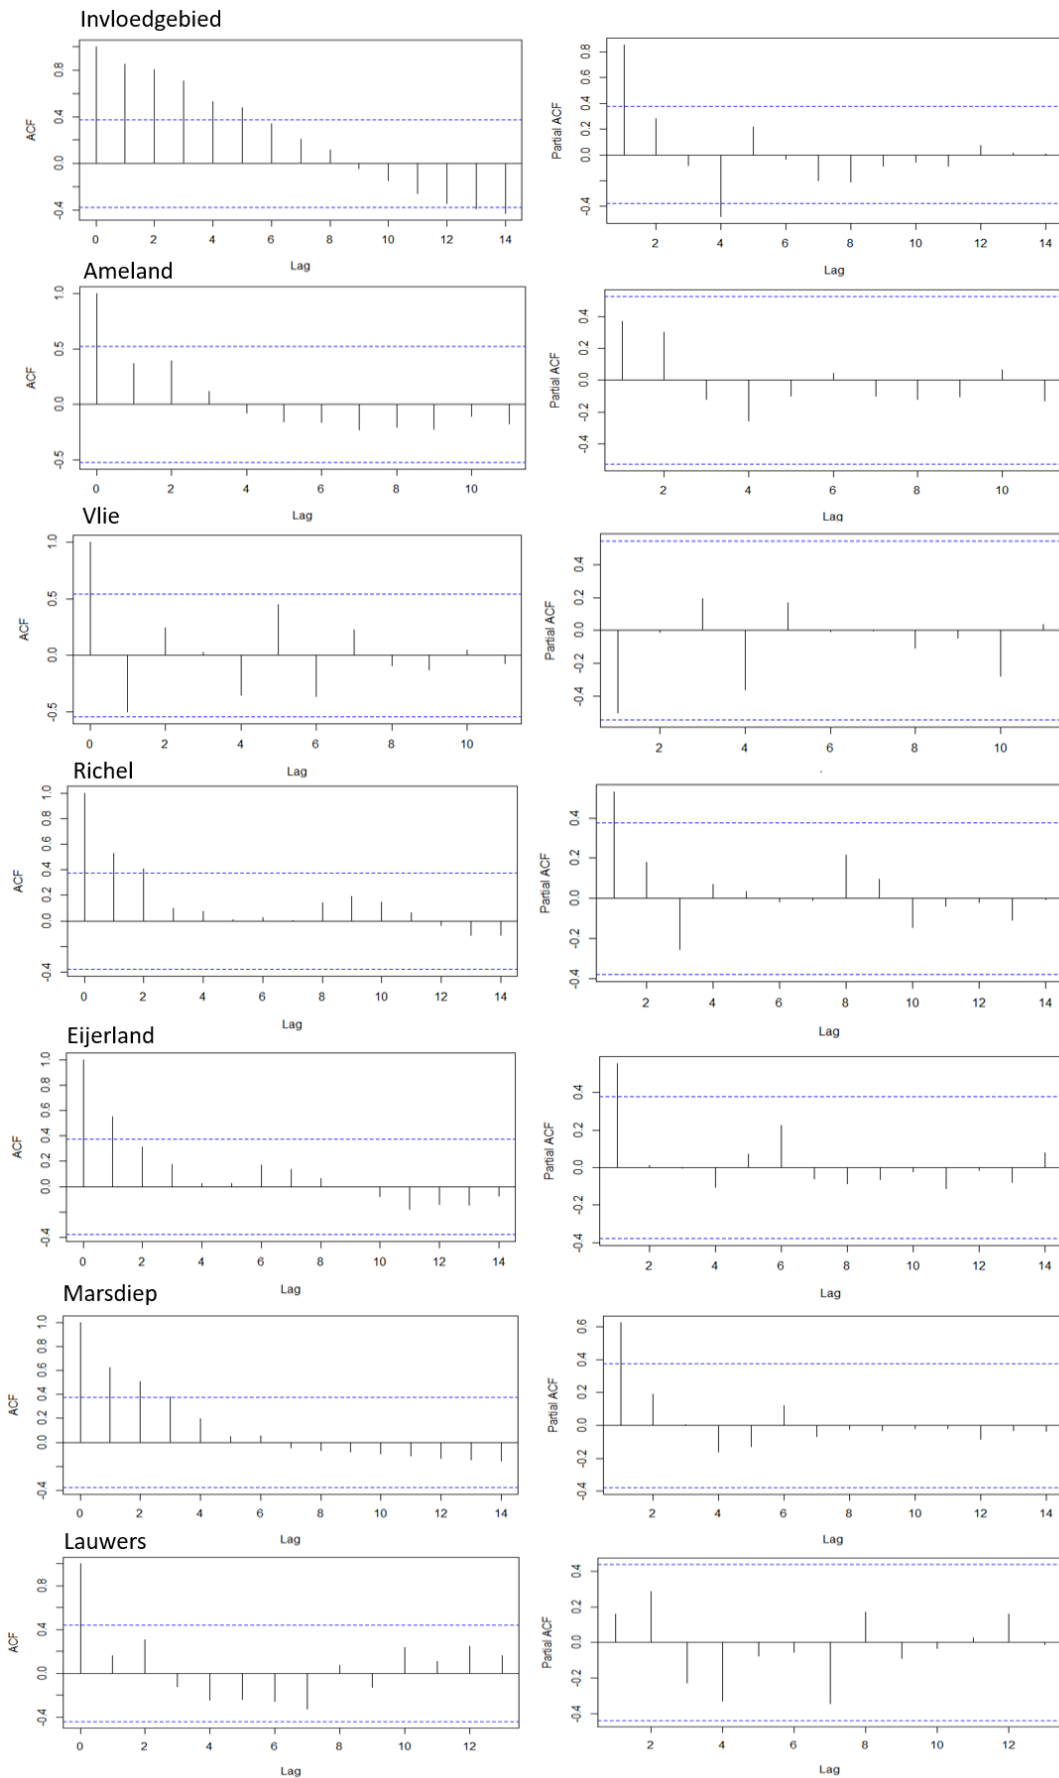 Invloedgebied
ACF
0.8
0.4
0.0
-0.4
0 2 4 6 8 10 12 14
Lag
Partial ACF
0.8
0.6
0.4
0.2
0.0
-0.4
2 4 6 8 10 12 14
Lag
Ameland
ACF
1.0
0.5
0.0
-0.5
0 2 4 6 8 10
Lag
Partial ACF
0.4
0.2
0.0
-0.2
-0.4
2 4 6 8 10
Lag
Vlie
ACF
1.0
0.5
0.0
-0.5
0 2 4 6 8 10
Lag
Partial ACF
0.4
0.2
0.0
-0.2
-0.4
2 4 6 8 10
Richel
ACF
1.0
0.8
0.6
0.4
0.2
0.0
-0.4
0 2 4 6 8 10 12 14
Lag
Partial ACF
0.4
0.2
0.0
-0.2
-0.4
2 4 6 8 10 12 14
Lag
Eijerland
ACF
1.0
0.8
0.6
0.4
0.2
0.0
-0.4
0 2 4 6 8 10 12 14
Lag
Partial ACF
0.4
0.2
0.0
-0.2
-0.4
2 4 6 8 10 12 14
Lag
Marsdiep
ACF
1.0
0.8
0.6
0.4
0.2
0.0
-0.4
0 2 4 6 8 10 12 14
Lag
Partial ACF
0.6
0.4
0.2
0.0
-0.2
-0.4
2 4 6 8 10 12 14
Lag
Lauwers
ACF
0.8
0.4
0.0
-0.4
0 2 4 6 8 10 12
Lag
Partial ACF
0.4
0.2
0.0
-0.2
-0.4
2 4 6 8 10 12
Lag